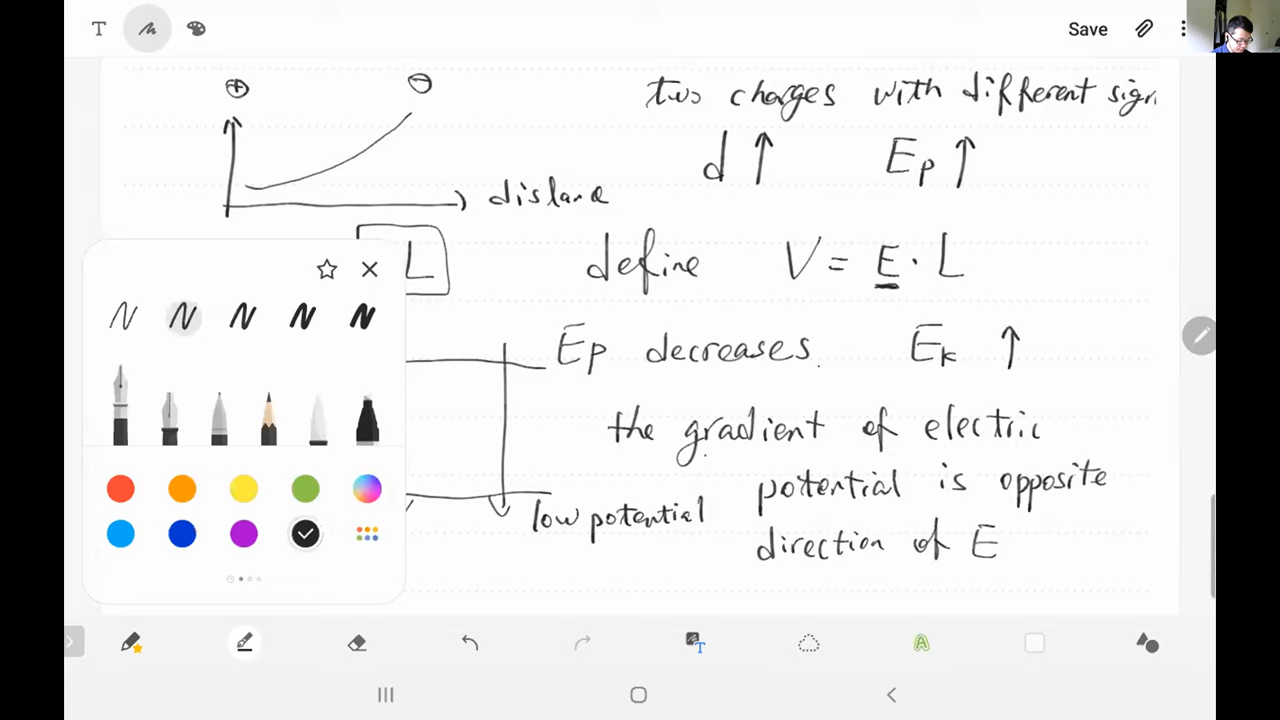 T Save
⊕ ⊖ two charges with different sign
d ↑ Ep ↑
distance
L define V = E · L
Ep decreases. Ek ↑
the gradient of electric
potential is opposite
low potential
direction of E